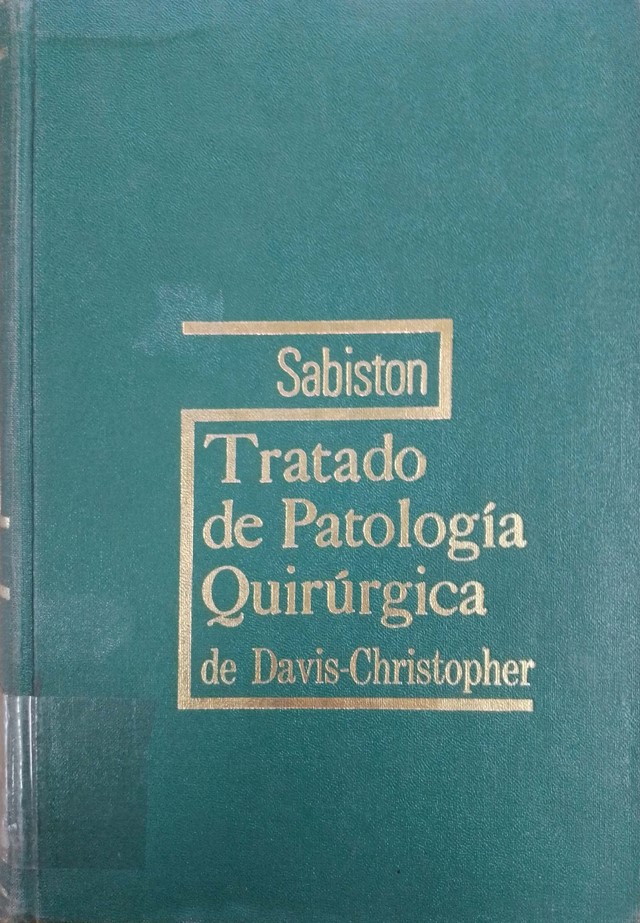 Sabiston
Tratado
de Patología
Quirúrgica
de Davis-Christopher